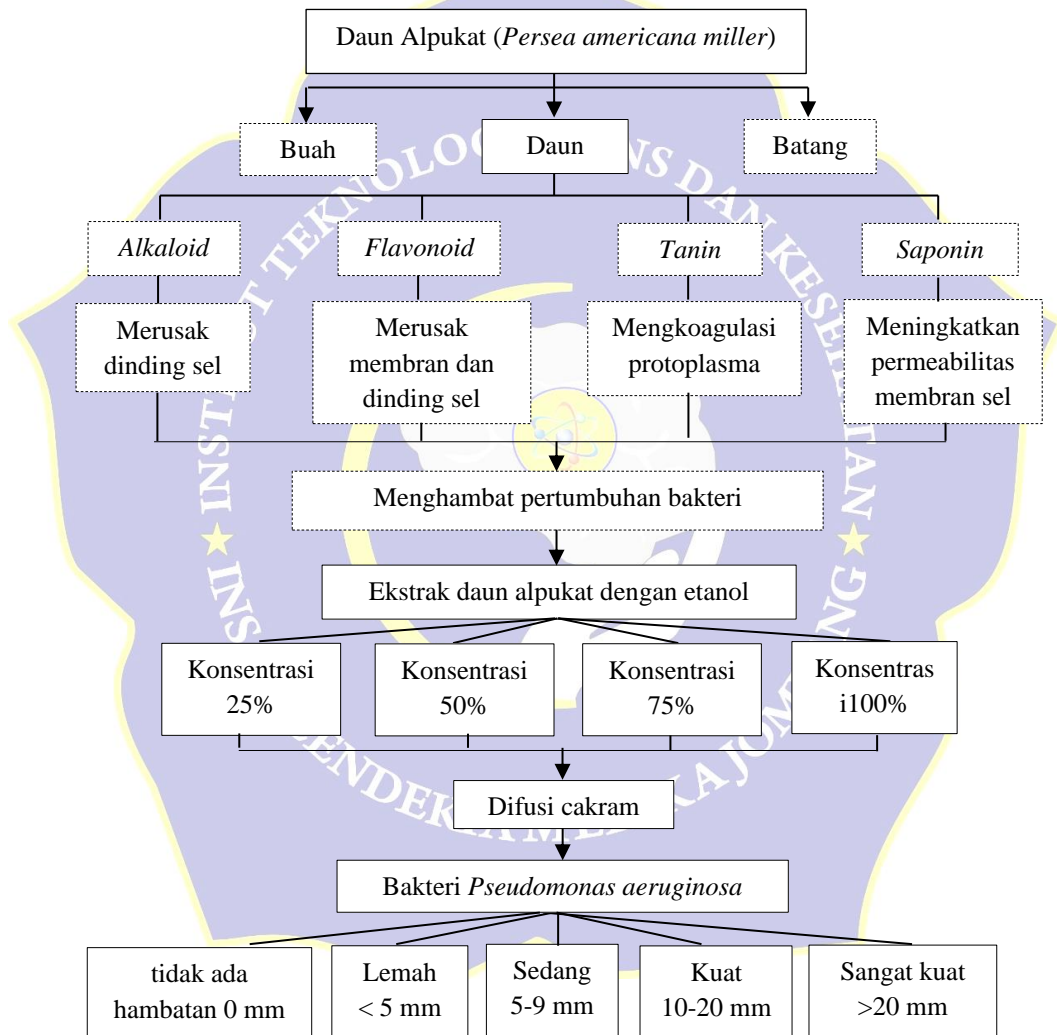 Daun Alpukat (Persea americana miller)
Buah
Daun
Batang
Alkaloid
Flavonoid
Tanin
Saponin
Merusak
dinding sel
Merusak
membran dan
dinding sel
Mengkoagulasi
protoplasma
Meningkatkan
permeabilitas
membran sel
Menghambat pertumbuhan bakteri
Ekstrak daun alpukat dengan etanol
Konsentrasi
25%
Konsentrasi
50%
Konsentrasi
75%
Konsentras
i100%
Difusi cakram
Bakteri Pseudomonas aeruginosa
tidak ada
hambatan 0 mm
Lemah
< 5 mm
Sedang
5-9 mm
Kuat
10-20 mm
Sangat kuat
>20 mm
DAN KESEHATAN